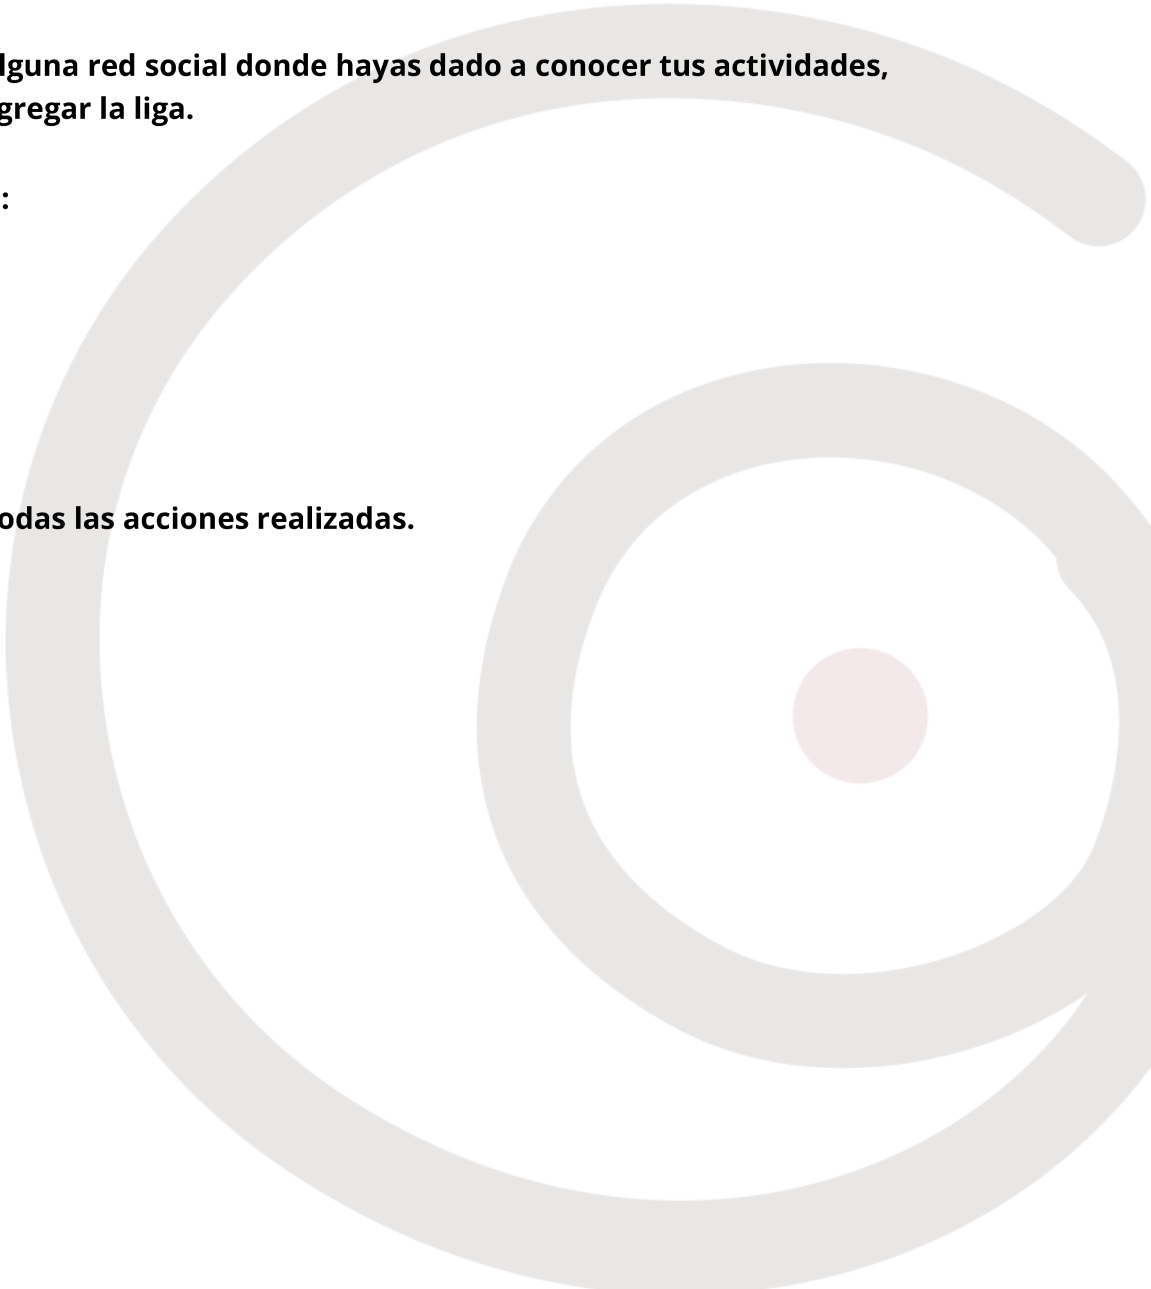 lguna red social donde hayas dado a conocer tus actividades,
gregar la liga.
:
odas las acciones realizadas.